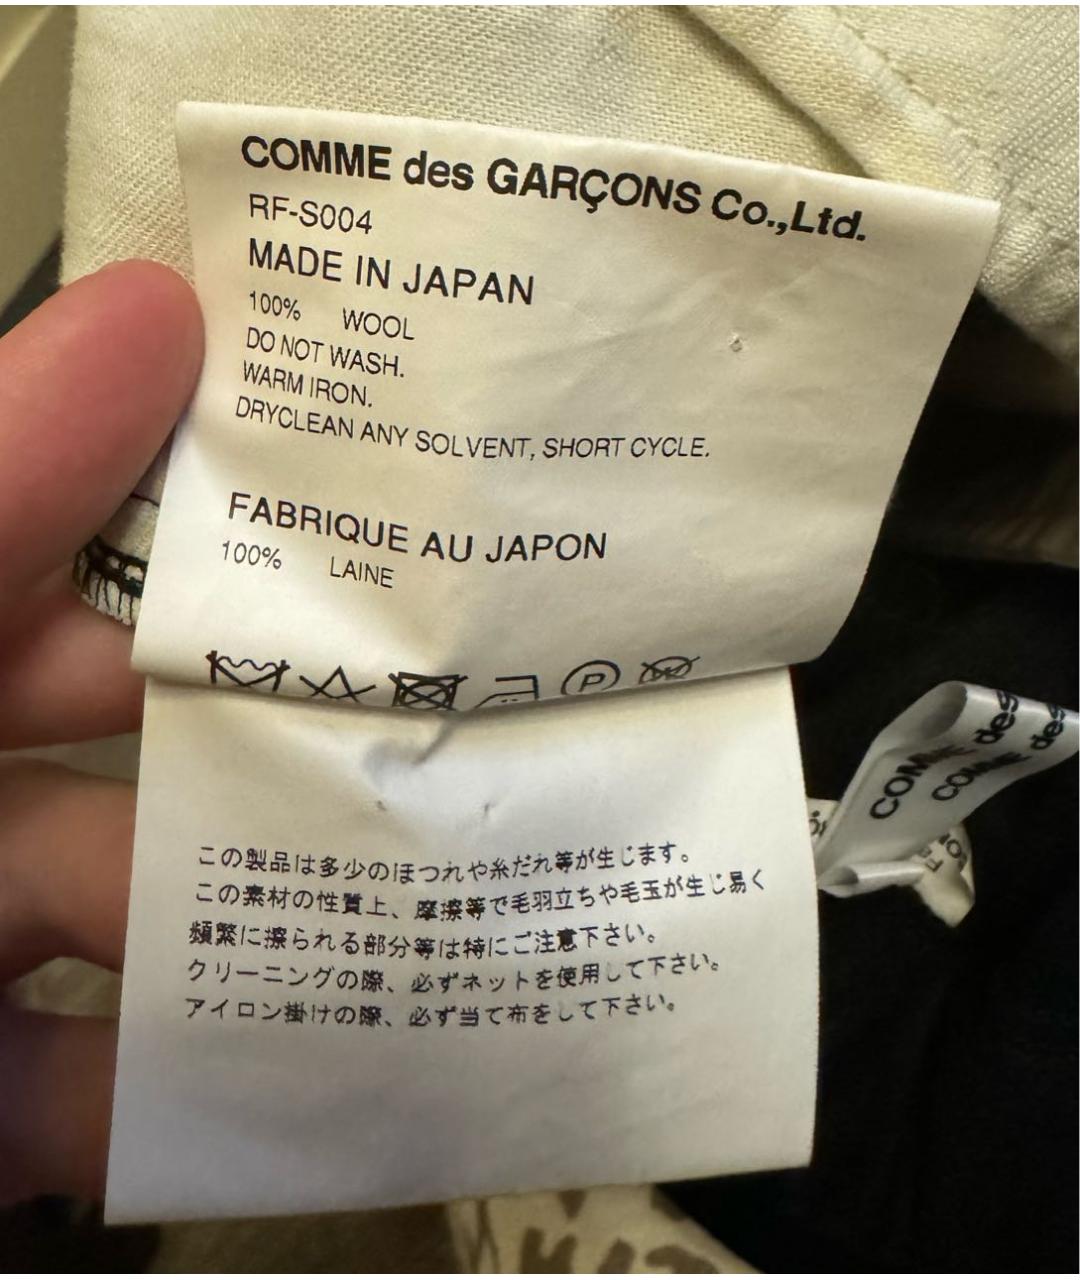 COMME des GARÇONS Co.,Ltd.
RF-S004
MADE IN JAPAN
100% WOOL
DO NOT WASH.
WARM IRON.
DRYCLEAN ANY SOLVENT, SHORT CYCLE.
FABRIQUE AU JAPON
100% LAINE
P
この製品は多少のほつれや糸だれ等が生じます。
この素材の性質上、摩擦等で毛羽立ちや毛玉が生じ易く
頻繁に擦られる部分等は特にご注意下さい。
クリーニングの際、必ずネットを使用して下さい。
アイロン掛けの際、必ず当て布をして下さい。
COMME des
COMME des